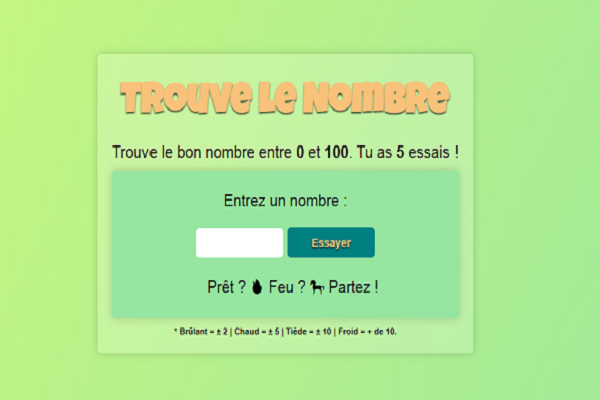 Trouve le Nombre
Trouve le bon nombre entre 0 et 100. Tu as 5 essais !
Entrez un nombre :
Essayer
Prêt ? Feu ? Partez !
* Brûlant = ± 2 | Chaud = ± 5 | Tiède = ± 10 | Froid = + de 10.